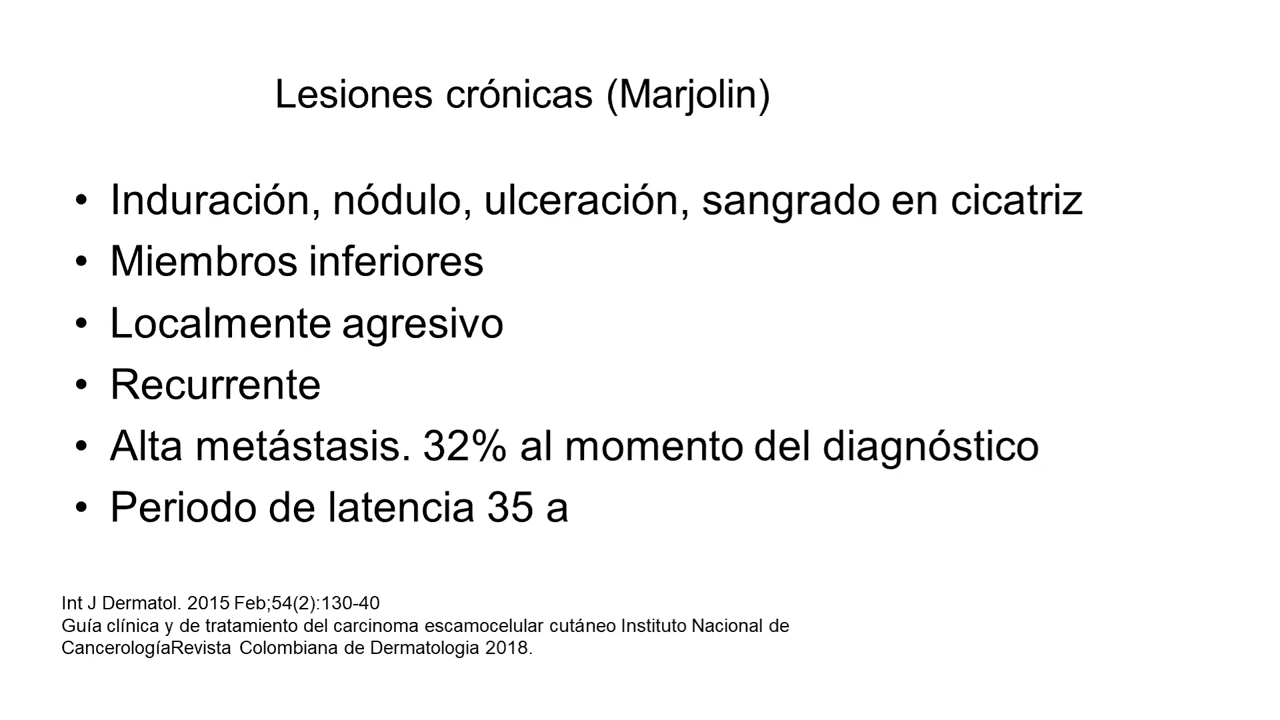 Lesiones crónicas (Marjolin)
• Induración, nódulo, ulceración, sangrado en cicatriz
• Miembros inferiores
• Localmente agresivo
• Recurrente
• Alta metástasis. 32% al momento del diagnóstico
• Periodo de latencia 35 a
Int J Dermatol. 2015 Feb;54(2):130-40
Guía clínica y de tratamiento del carcinoma escamocelular cutáneo Instituto Nacional de
CancerologíaRevista Colombiana de Dermatologia 2018.